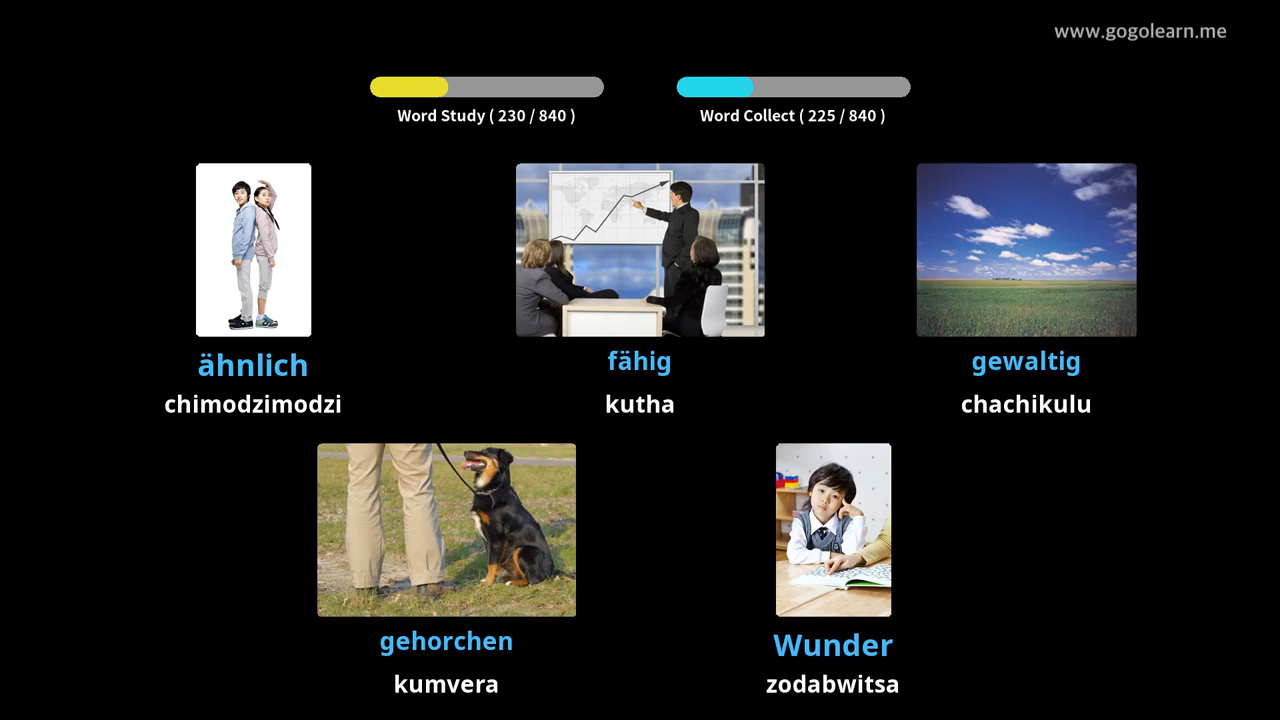 www.gogolearn.me
Word Study ( 230 / 840 )
Word Collect ( 225 / 840 )
ähnlich
chimodzimodzi
fähig
kutha
gewaltig
chachikulu
gehorchen
kumvera
Wunder
zodabwitsa